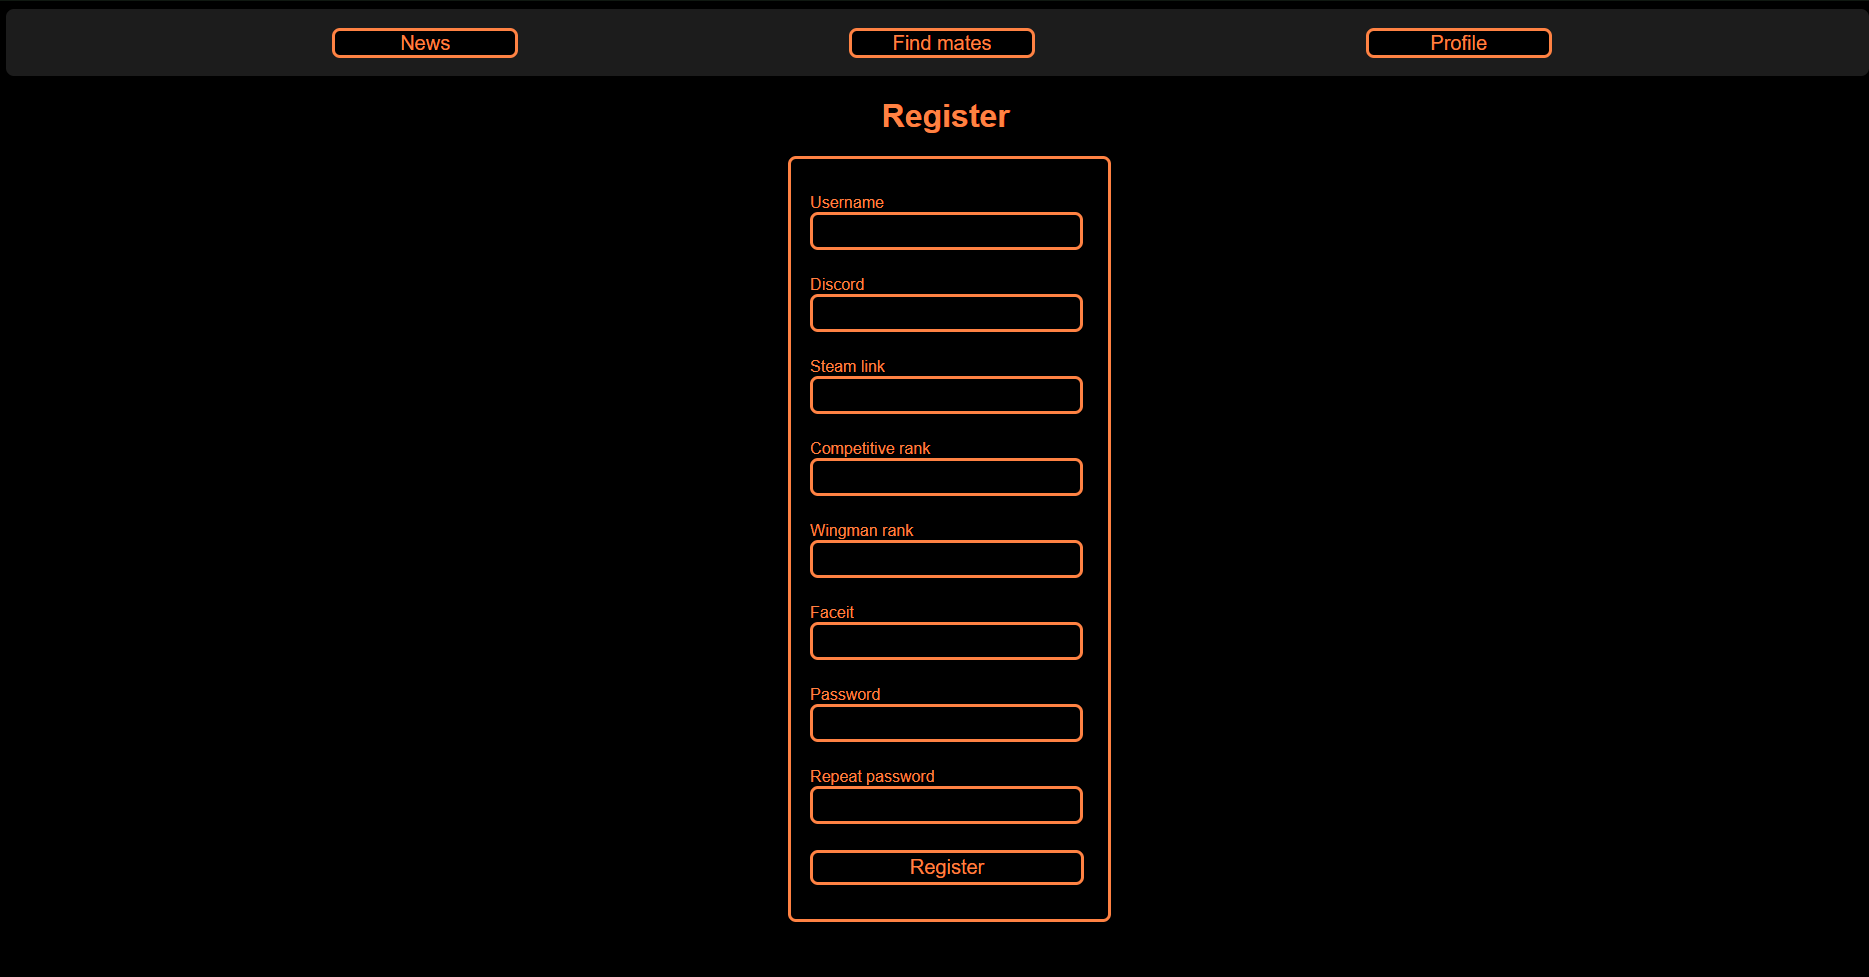 News Find mates Profile
Register
Username
Discord
Steam link
Competitive rank
Wingman rank
Faceit
Password
Repeat password
Register